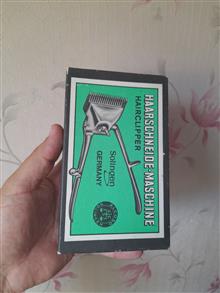 HAARSCHNEIDE-MASCHINE
HAIRCLIPPER
Solingen
GERMANY